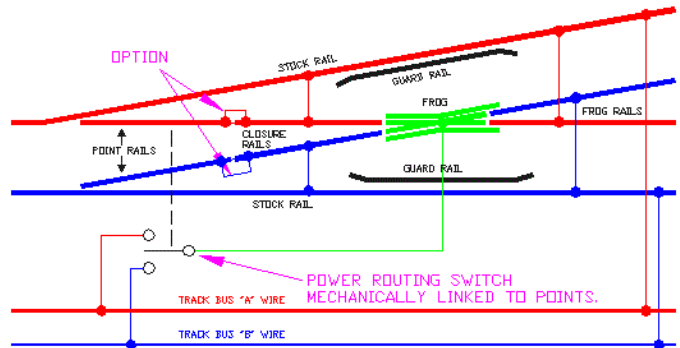 OPTION
STOCK RAIL
GUARD RAIL
FROG
FROG RAILS
CLOSURE
RAILS
POINT RAILS
GUARD RAIL
STOCK RAIL
POWER ROUTING SWITCH
MECHANICALLY LINKED TO POINTS.
TRACK BUS "A" WIRE
TRACK BUS "B" WIRE